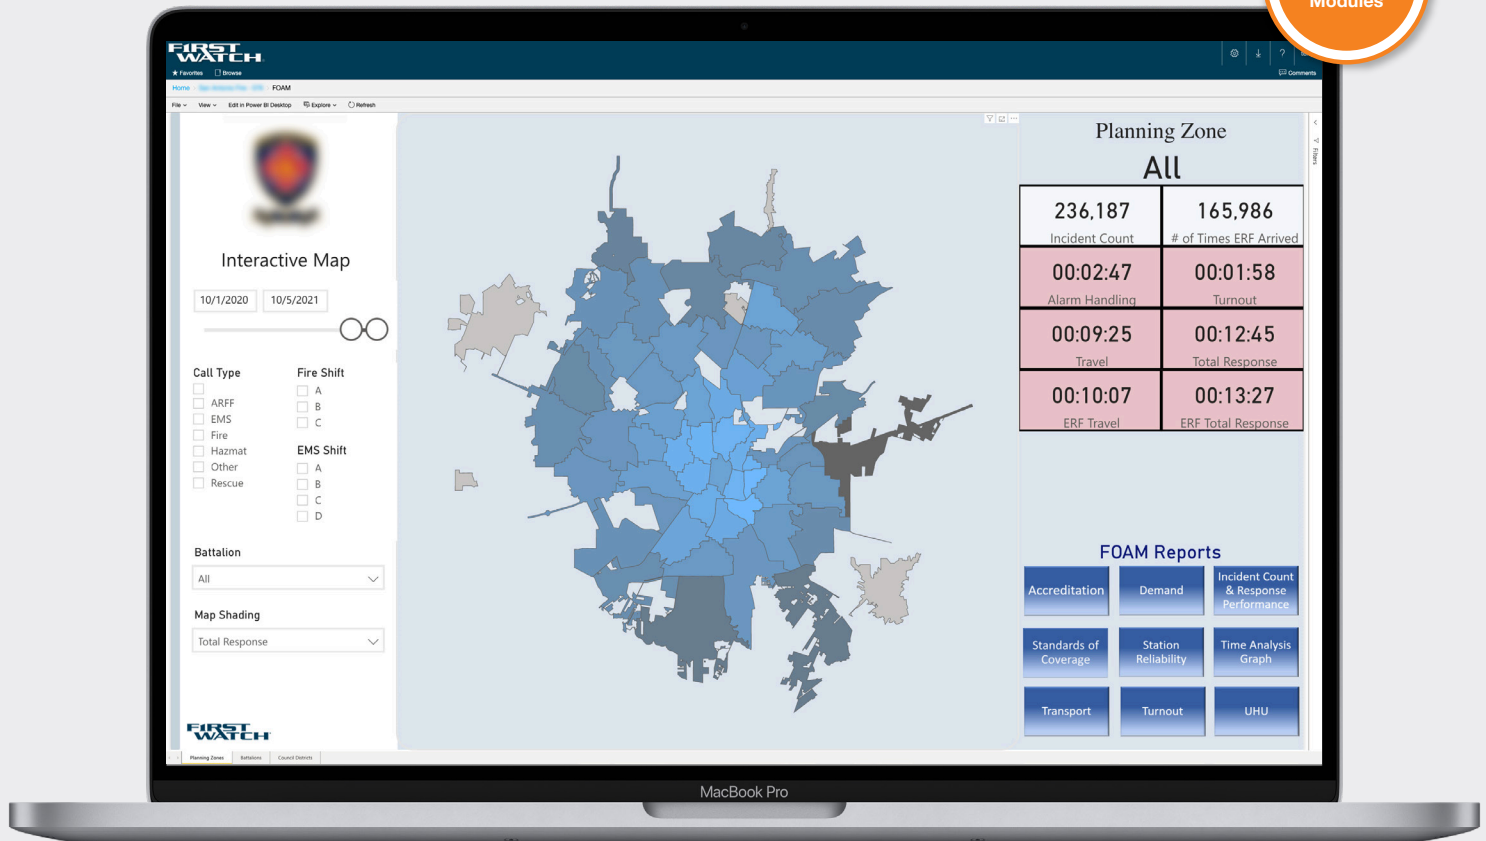 Modules
FIRST
WATCH
Favorites
Browse
Comments
Home
FOAM
File
View
Edit in Power BI Desktop
Explore
Refresh
Interactive Map
10/1/2020
10/5/2021
Call Type
ARFF
EMS
Fire
Hazmat
Other
Rescue
Fire Shift
A
B
C
EMS Shift
A
B
C
D
Battalion
All
Map Shading
Total Response
FIRST
WATCH
Planning Zone
All
236,187
Incident Count
165,986
# of Times ERF Arrived
00:02:47
Alarm Handling
00:01:58
Turnout
00:09:25
Travel
00:12:45
Total Response
00:10:07
ERF Travel
00:13:27
ERF Total Response
Filters
FOAM Reports
Accreditation
Demand
Incident Count
& Response
Performance
Standards of
Coverage
Station
Reliability
Time Analysis
Graph
Transport
Turnout
UHU
Planning Zones
Battalions
Council Districts
MacBook Pro